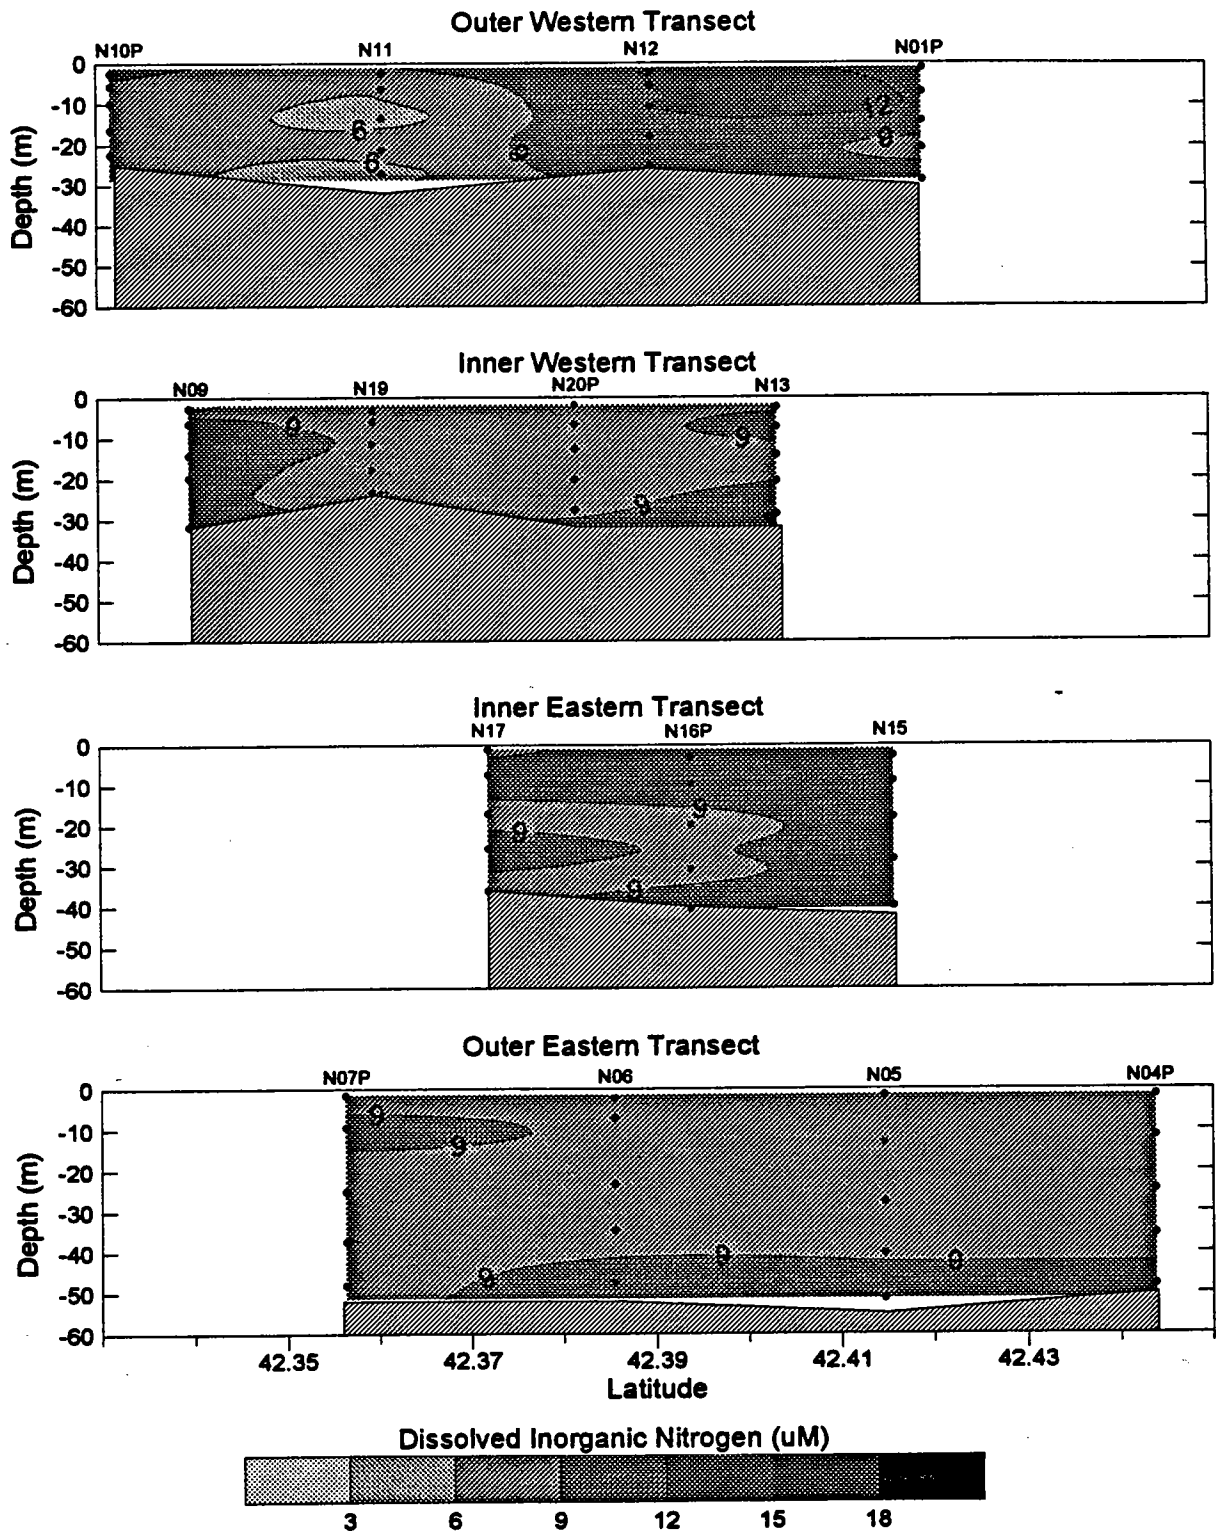 Outer Western Transect
N10P N11 N12 N01P
0
-10
-20
-30
-40
-50
-60
Depth (m)
6
6
9
12
9
Inner Western Transect
N09 N19 N20P N13
0
-10
-20
-30
-40
-50
-60
Depth (m)
9
9
9
Inner Eastern Transect
N17 N16P N15
0
-10
-20
-30
-40
-50
-60
Depth (m)
9
9
9
Outer Eastern Transect
N07P N06 N05 N04P
0
-10
-20
-30
-40
-50
-60
Depth (m)
9
9
9
9
9
42.35 42.37 42.39 42.41 42.43
Latitude
Dissolved Inorganic Nitrogen (uM)
3 6 9 12 15 18